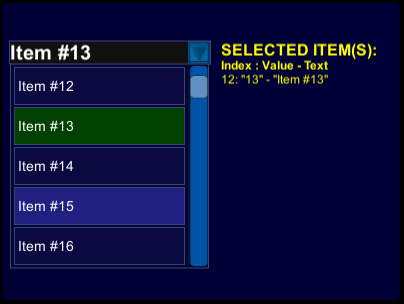 Item #13
SELECTED ITEM(S):
Index : Value - Text
12: "13" - "Item #13"
Item #12
Item #13
Item #14
Item #15
Item #16